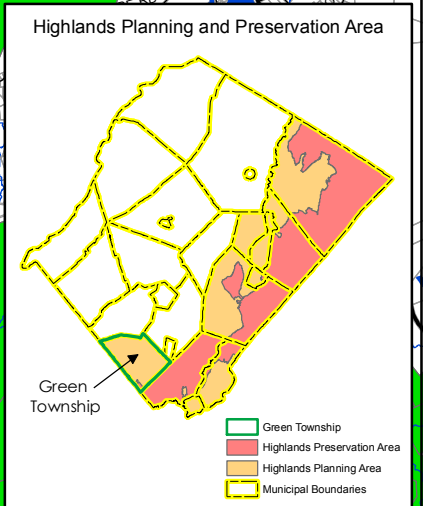 Highlands Planning and Preservation Area
Green
Township
Green Township
Highlands Preservation Area
Highlands Planning Area
Municipal Boundaries